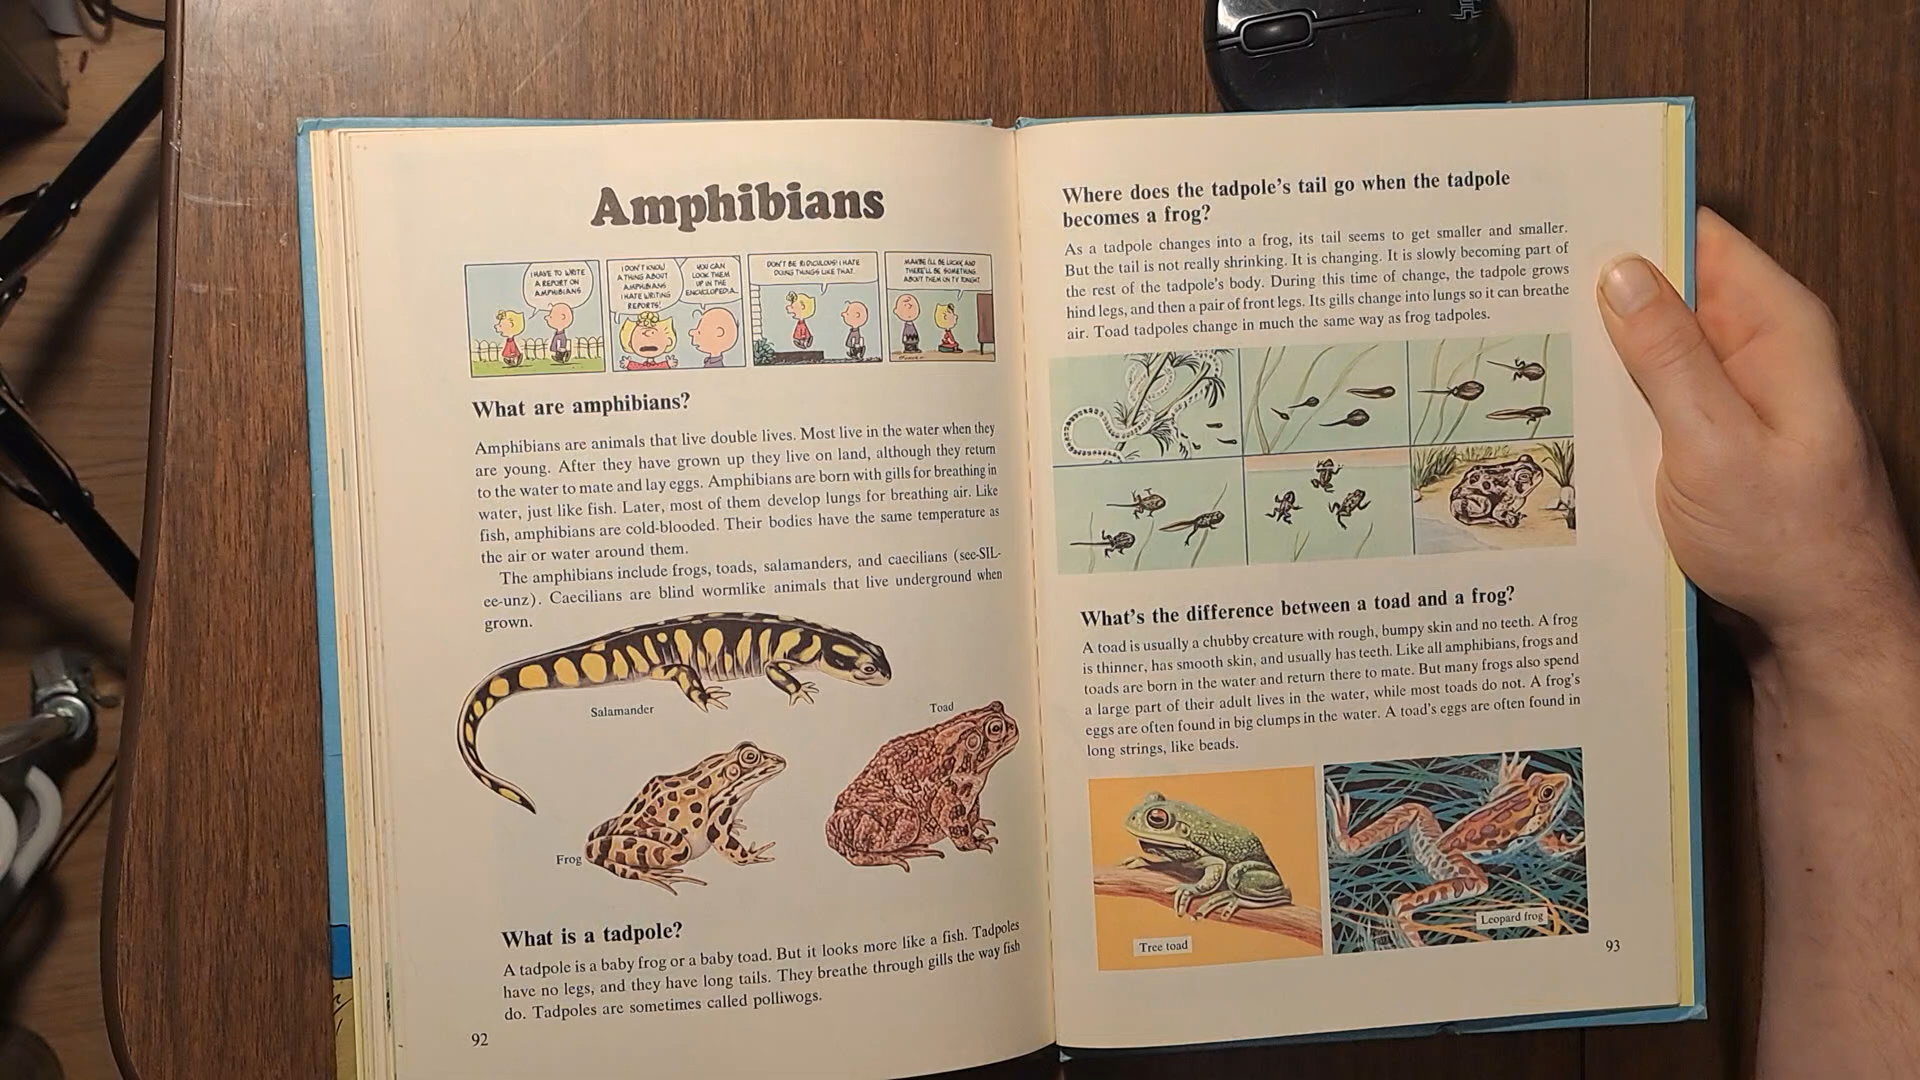 Amphibians
I HAVE TO WRITE
A REPORT ON
AMPHIBIANS
I DON'T KNOW
A THING ABOUT
AMPHIBIANS
I HATE WRITING
REPORTS!
YOU CAN
LOOK THEM
UP IN THE
ENCYCLOPEDIA..
DON'T BE RIDICULOUS! I HATE
DOING THINGS LIKE THAT.
MAYBE I'LL BE LUCKY, AND
THERE'LL BE SOMETHING
ABOUT THEM ON TV TONIGHT.
What are amphibians?
Amphibians are animals that live double lives. Most live in the water when they
are young. After they have grown up they live on land, although they return
to the water to mate and lay eggs. Amphibians are born with gills for breathing in
water, just like fish. Later, most of them develop lungs for breathing air. Like
fish, amphibians are cold-blooded. Their bodies have the same temperature as
the air or water around them.
The amphibians include frogs, toads, salamanders, and caecilians (see-SIL-
ee-unz). Caecilians are blind wormlike animals that live underground when
grown.
Salamander
Toad
Frog
What is a tadpole?
A tadpole is a baby frog or a baby toad. But it looks more like a fish. Tadpoles
have no legs, and they have long tails. They breathe through gills the way fish
do. Tadpoles are sometimes called polliwogs.
92
Where does the tadpole's tail go when the tadpole
becomes a frog?
As a tadpole changes into a frog, its tail seems to get smaller and smaller.
But the tail is not really shrinking. It is changing. It is slowly becoming part of
the rest of the tadpole's body. During this time of change, the tadpole grows
hind legs, and then a pair of front legs. Its gills change into lungs so it can breathe
air. Toad tadpoles change in much the same way as frog tadpoles.
What's the difference between a toad and a frog?
A toad is usually a chubby creature with rough, bumpy skin and no teeth. A frog
is thinner, has smooth skin, and usually has teeth. Like all amphibians, frogs and
toads are born in the water and return there to mate. But many frogs also spend
a large part of their adult lives in the water, while most toads do not. A frog's
eggs are often found in big clumps in the water. A toad's eggs are often found in
long strings, like beads.
Tree toad
Leopard frog
93